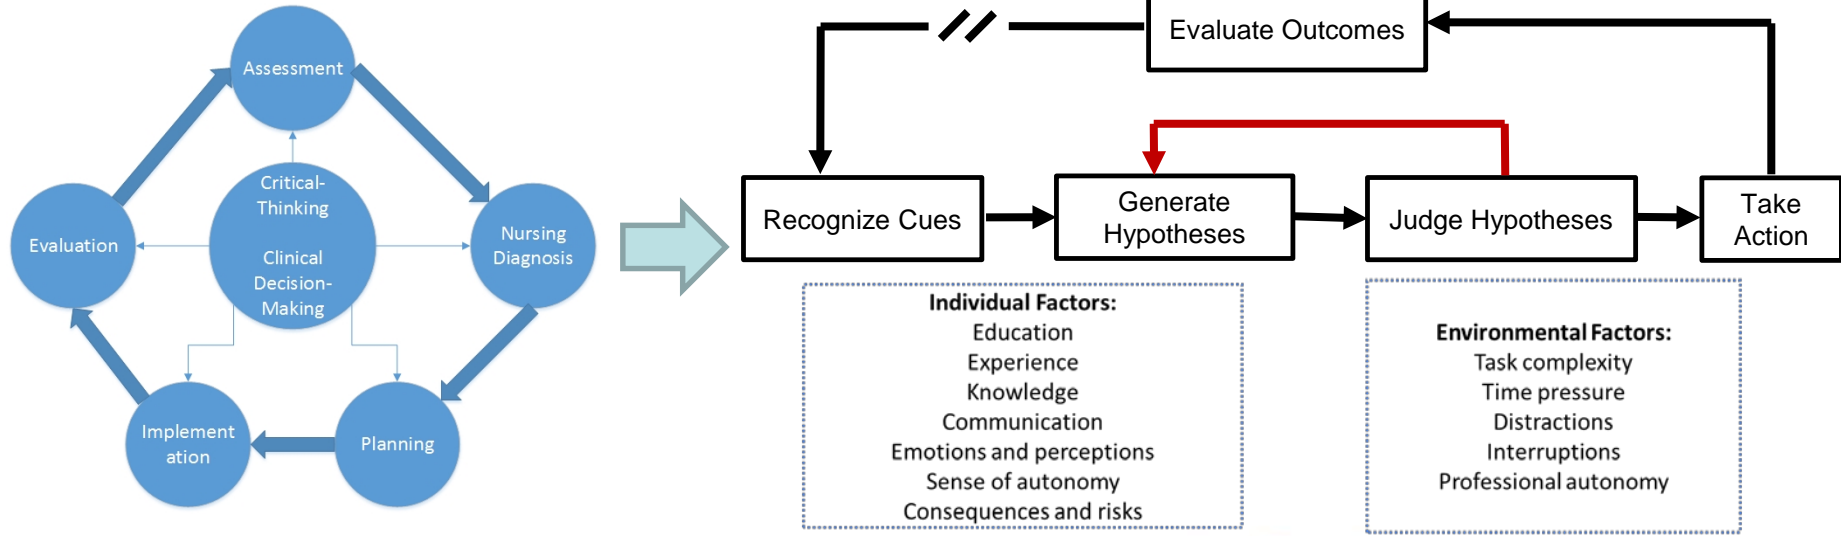 Assessment
Critical-
Thinking
Clinical
Decision-
Making
Evaluation
Nursing
Diagnosis
Implement
ation
Planning
Evaluate Outcomes
Recognize Cues
Generate
Hypotheses
Judge Hypotheses
Take
Action
Individual Factors:
Education
Experience
Knowledge
Communication
Emotions and perceptions
Sense of autonomy
Consequences and risks
Environmental Factors:
Task complexity
Time pressure
Distractions
Interruptions
Professional autonomy